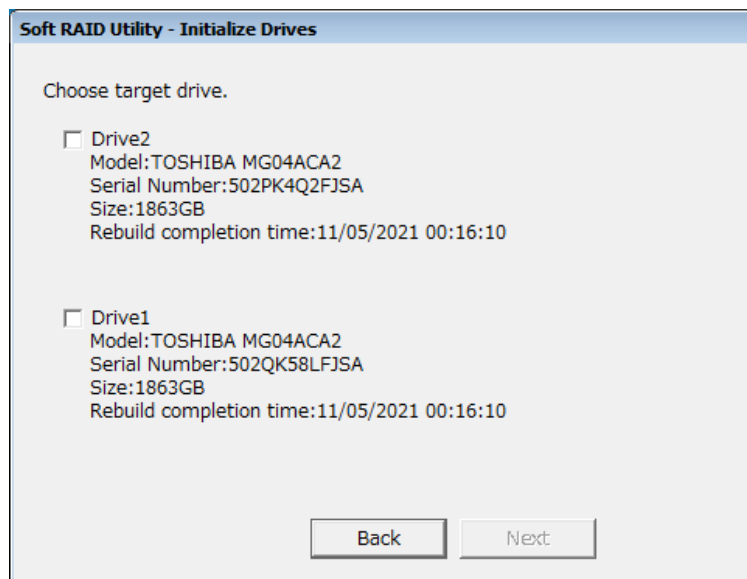 Soft RAID Utility - Initialize Drives
Choose target drive.
Drive2
Model:TOSHIBA MG04ACA2
Serial Number:502PK4Q2FJSA
Size:1863GB
Rebuild completion time:11/05/2021 00:16:10
Drive1
Model:TOSHIBA MG04ACA2
Serial Number:502QK58LFJSA
Size:1863GB
Rebuild completion time:11/05/2021 00:16:10
Back
Next